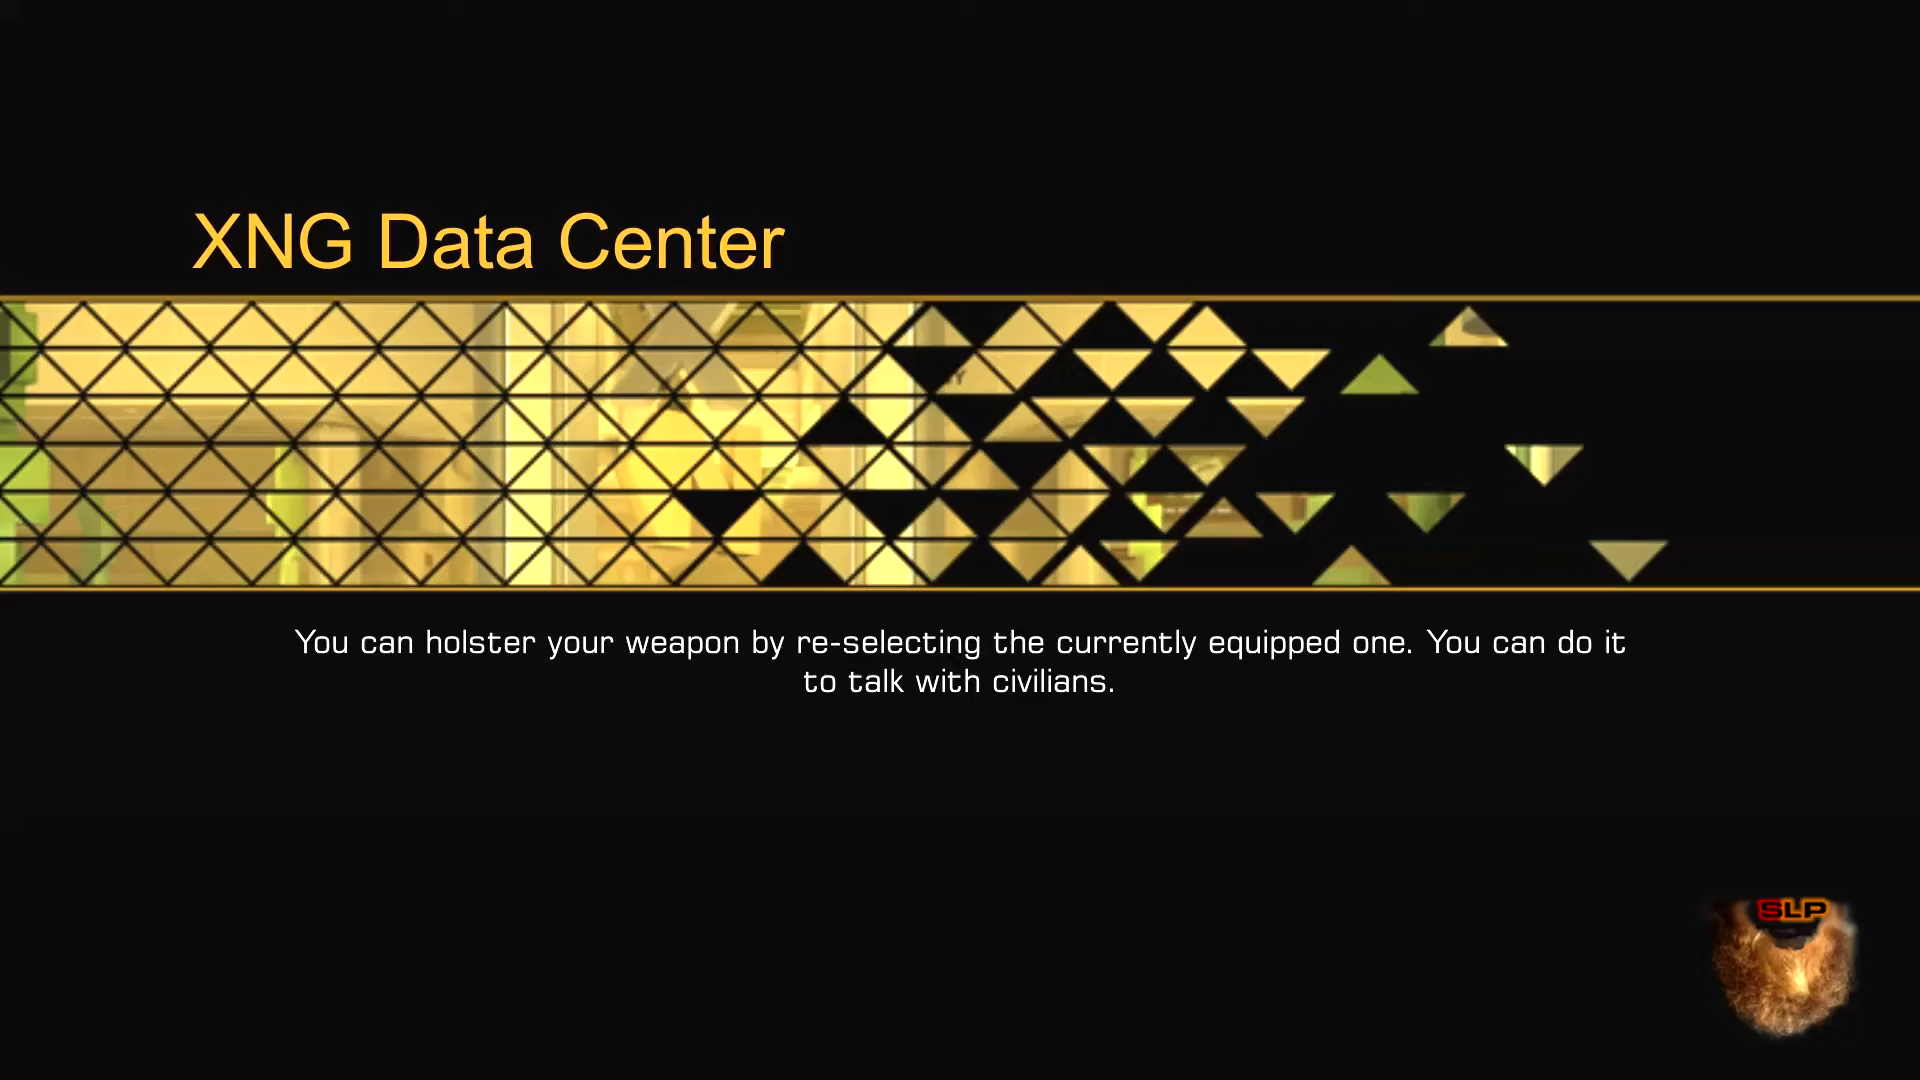 XNG Data Center
You can holster your weapon by re-selecting the currently equipped one. You can do it
to talk with civilians.
SLP